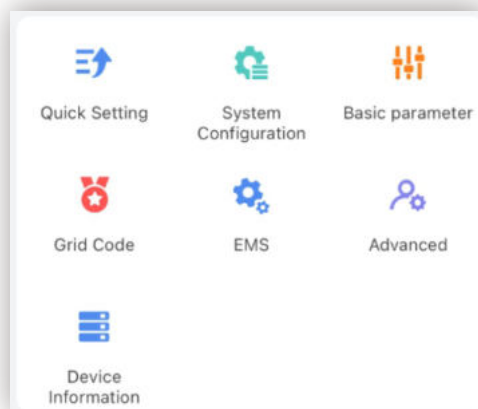 Quick Setting
System
Configuration
Basic parameter
Grid Code
EMS
Advanced
Device
Information